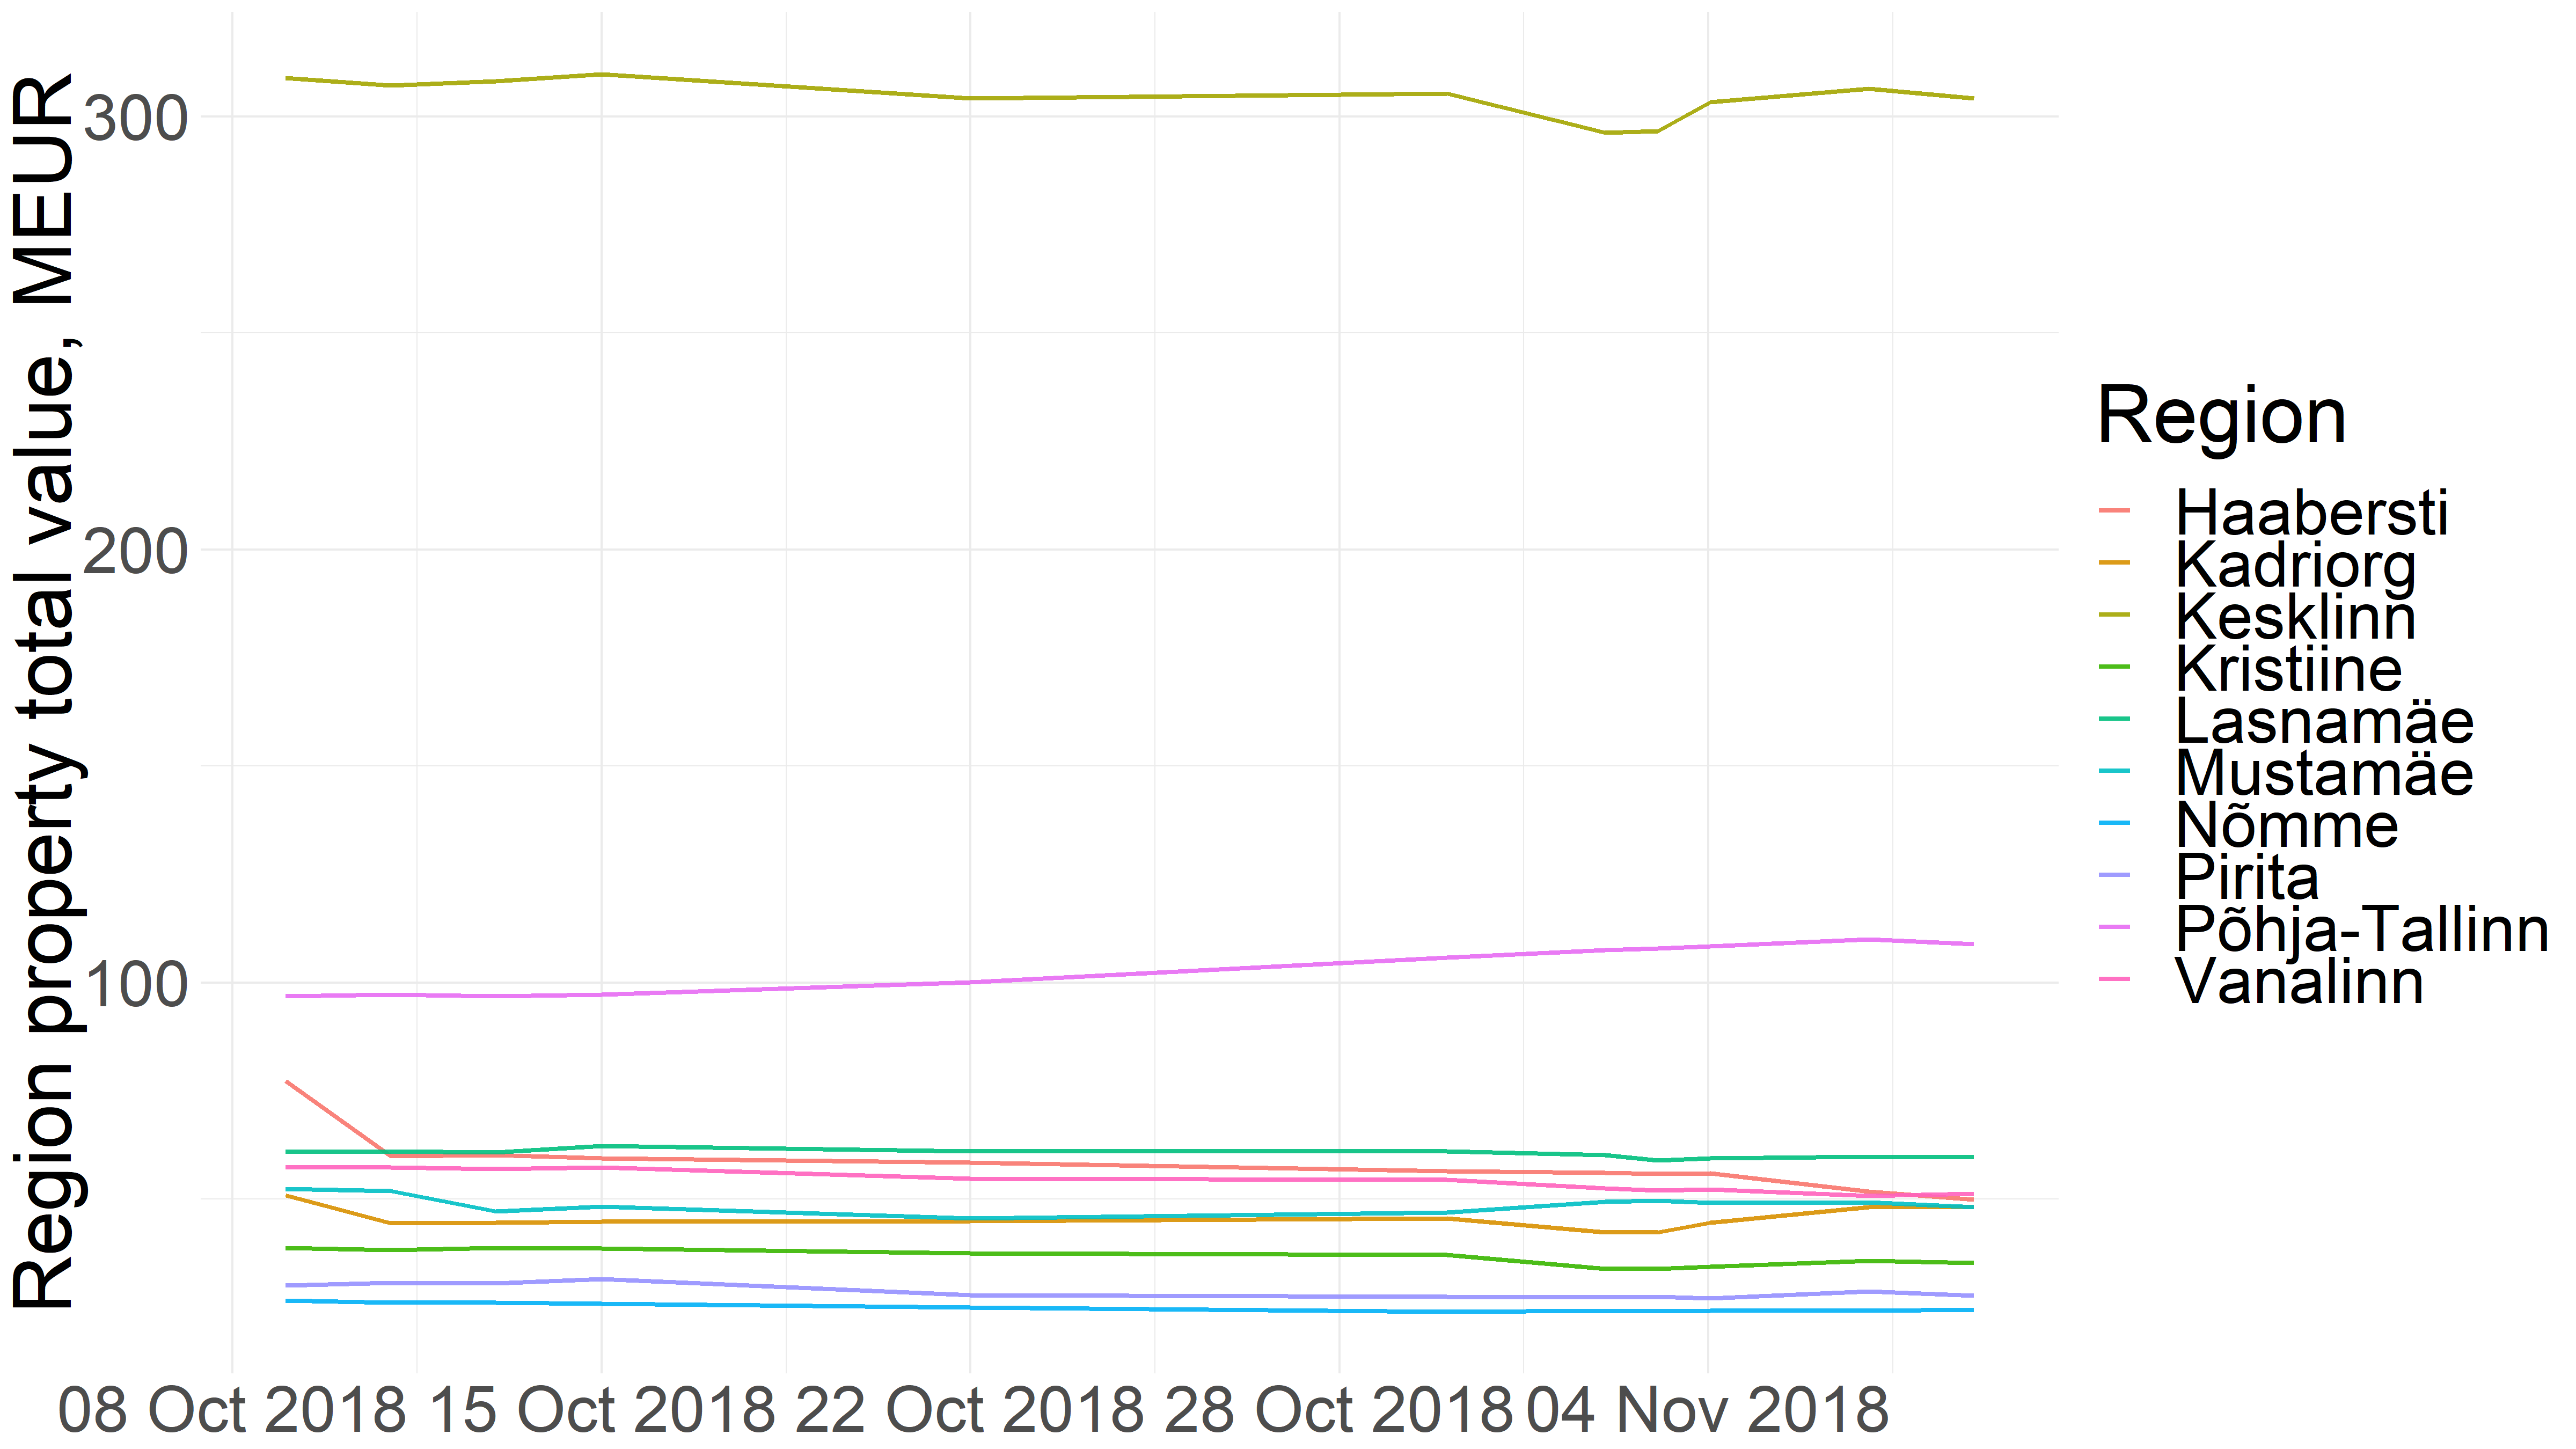 Region property total value, MEUR
300
200
100
08 Oct 2018 15 Oct 2018 22 Oct 2018 28 Oct 2018 04 Nov 2018
Region
Haabersti
Kadriorg
Kesklinn
Kristiine
Lasnamäe
Mustamäe
Nõmme
Pirita
Põhja-Tallinn
Vanalinn